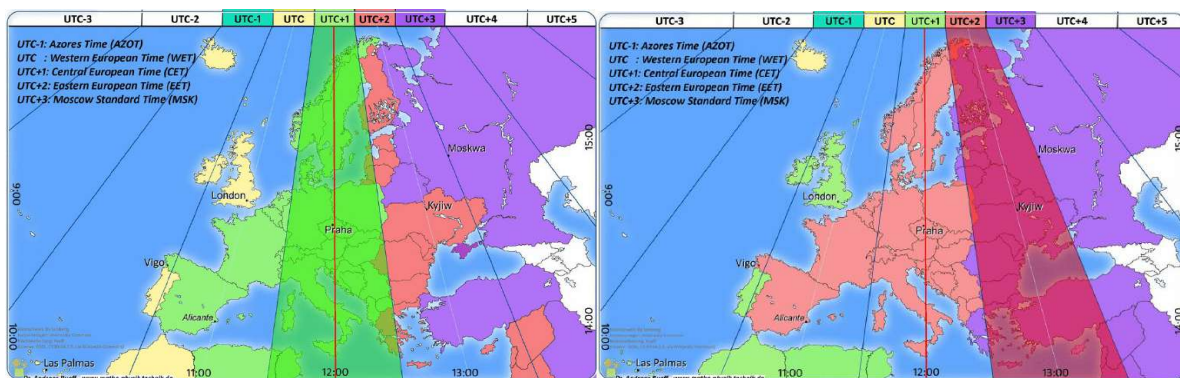 UTC-3 UTC-2 UTC-1 UTC UTC+1 UTC+2 UTC+3 UTC+4 UTC+5
UTC-1: Azores Time (AZOT)
UTC : Western European Time (WET)
UTC+1: Central European Time (CET)
UTC+2: Eastern European Time (EET)
UTC+3: Moscow Standard Time (MSK)
Moskwa
15:00
London
9:00
Kyjiw
Praha
Vigo
Alicante
14:00
10:00
Las Palmas
11:00 12:00 13:00
UTC-3 UTC-2 UTC-1 UTC UTC+1 UTC+2 UTC+3 UTC+4 UTC+5
UTC-1: Azores Time (AZOT)
UTC : Western European Time (WET)
UTC+1: Central European Time (CET)
UTC+2: Eastern European Time (EET)
UTC+3: Moscow Standard Time (MSK)
Moskwa
15:00
London
9:00
Kyjiw
Praha
Vigo
Alicante
14:00
10:00
Las Palmas
11:00 12:00 13:00